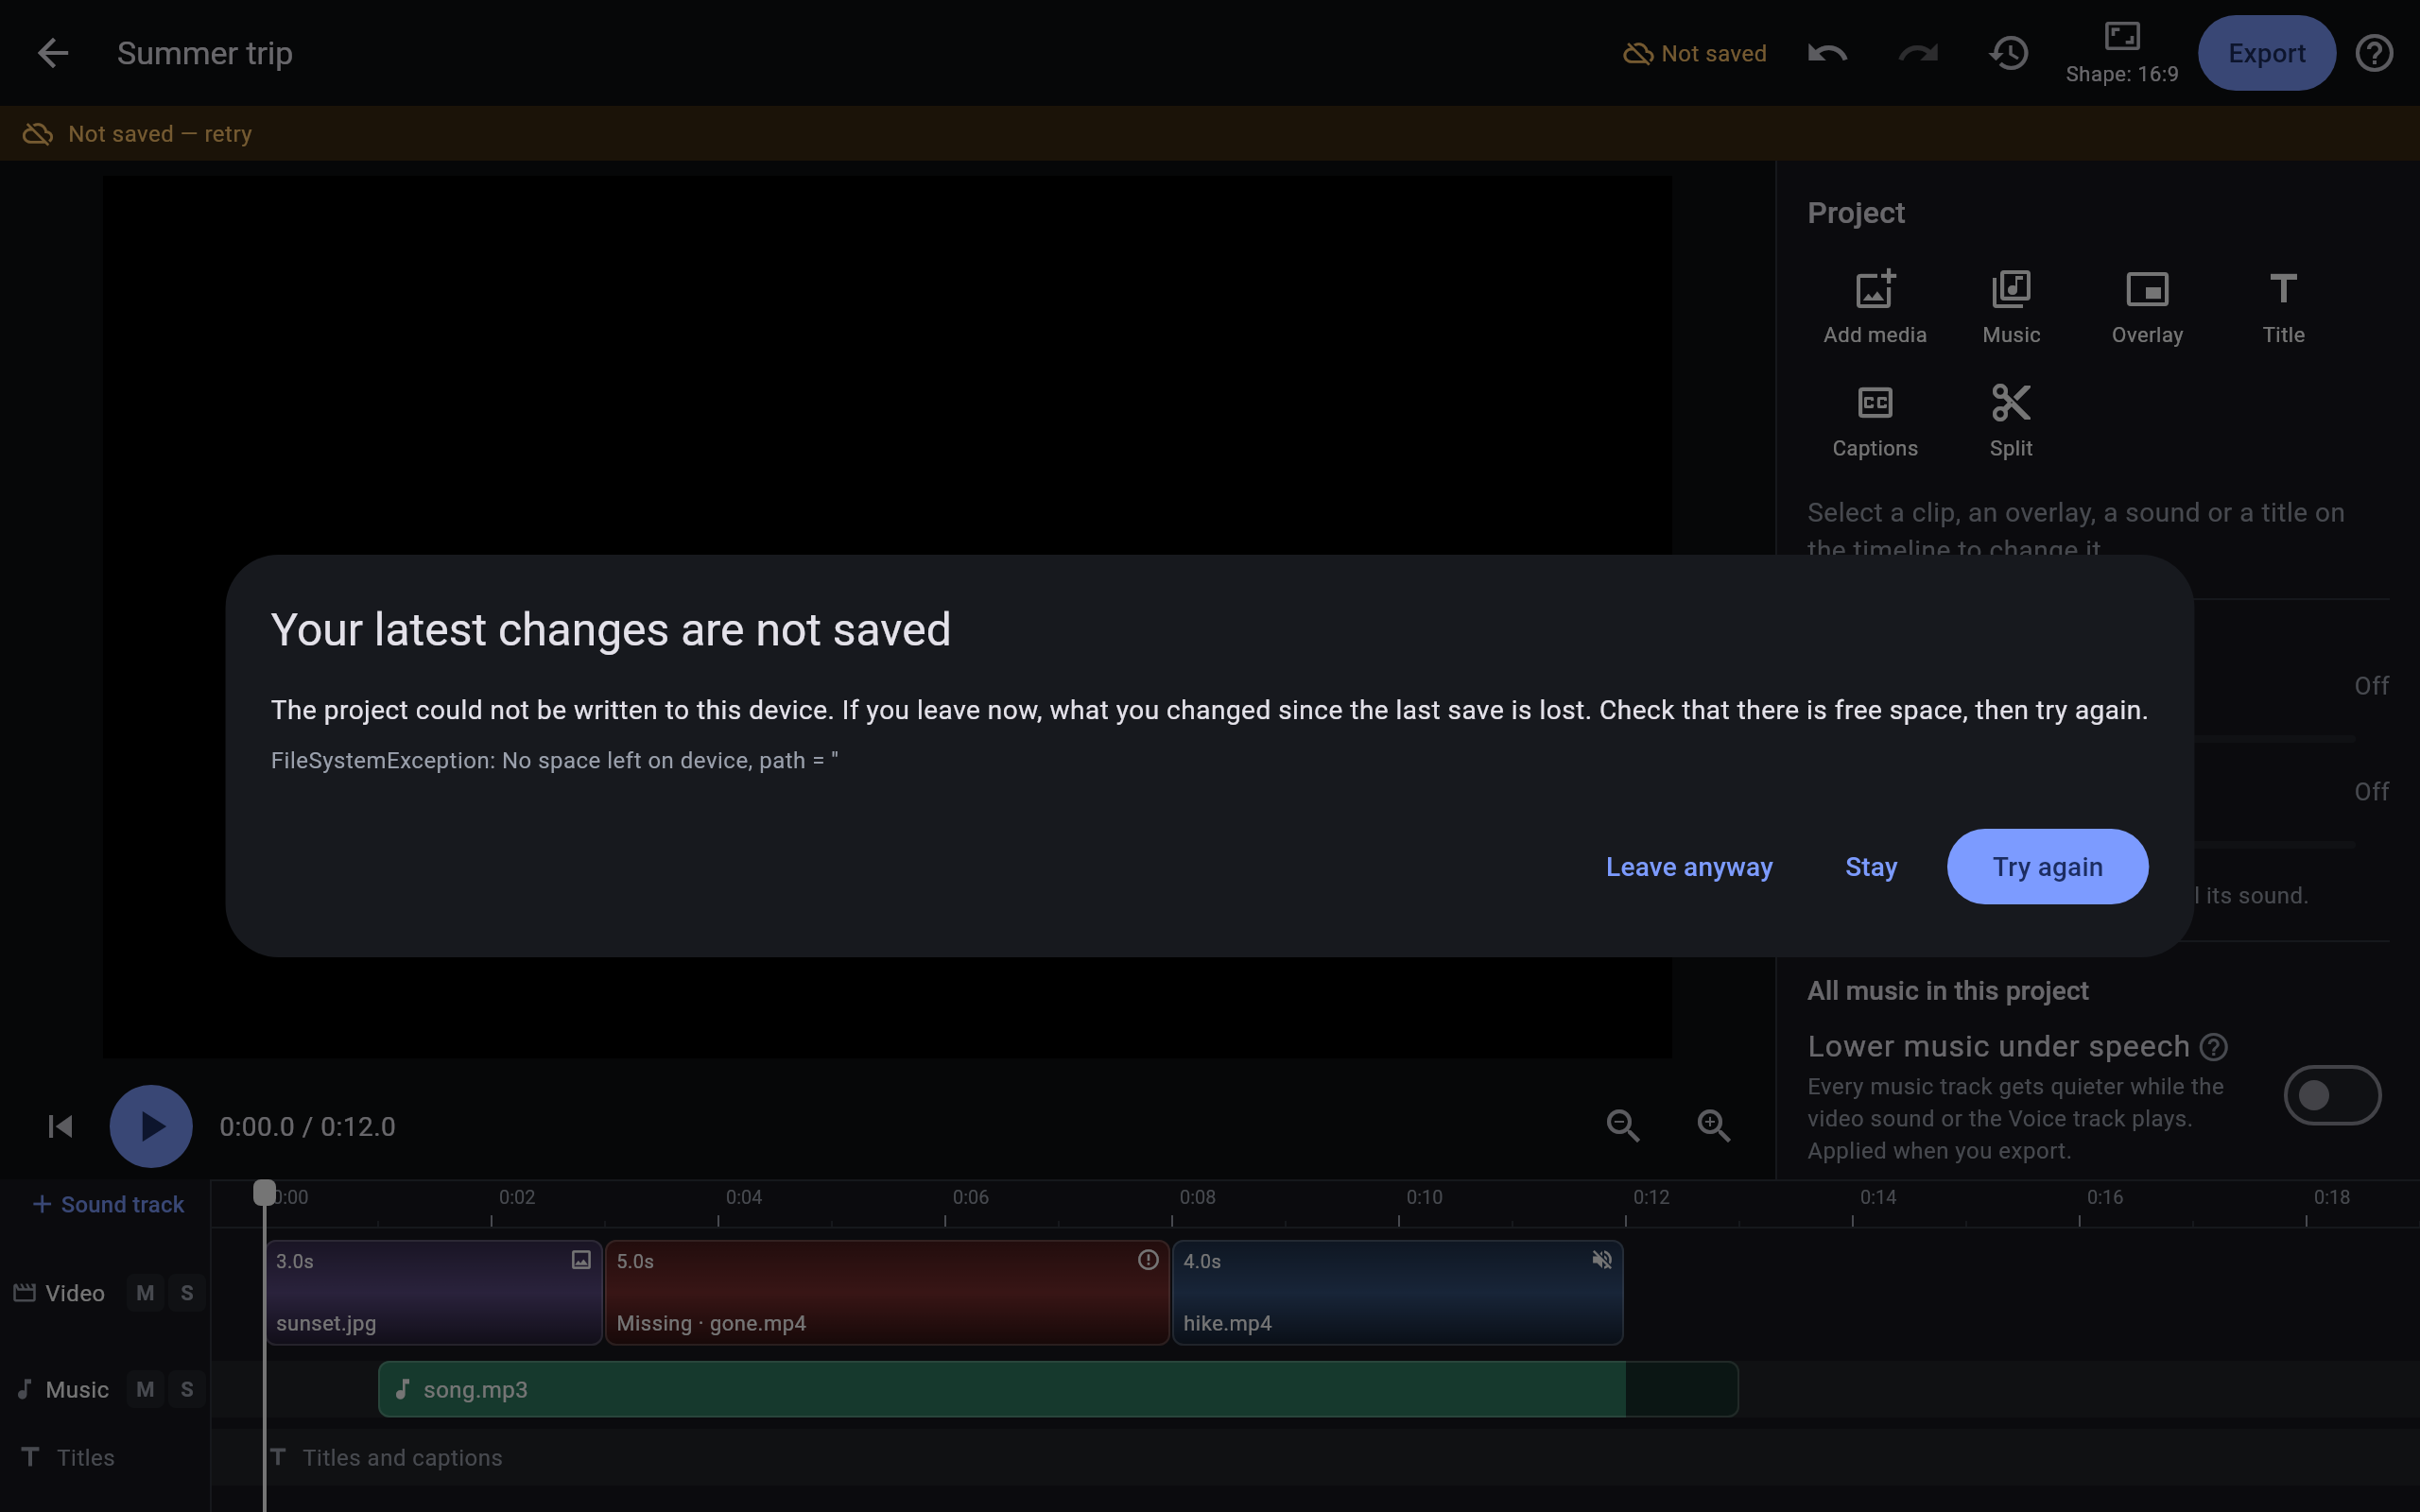 Summer trip
Not saved
Shape: 16:9
Export
Not saved — retry
Project
Add media
Music
Overlay
Title
CC
Captions
Split
Select a clip, an overlay, a sound or a title on
the timeline to change it
Your latest changes are not saved
The project could not be written to this device. If you leave now, what you changed since the last save is lost. Check that there is free space, then try again.
FileSystemException: No space left on device, path = ''
Leave anyway
Stay
Try again
Off
Off
its sound.
All music in this project
Lower music under speech
Every music track gets quieter while the
video sound or the Voice track plays.
Applied when you export.
0:00.0 / 0:12.0
+ Sound track
0:00
0:02
0:04
0:06
0:08
0:10
0:12
0:14
0:16
0:18
Video
M
S
3.0s
sunset.jpg
5.0s
Missing · gone.mp4
4.0s
hike.mp4
Music
M
S
song.mp3
Titles
Titles and captions